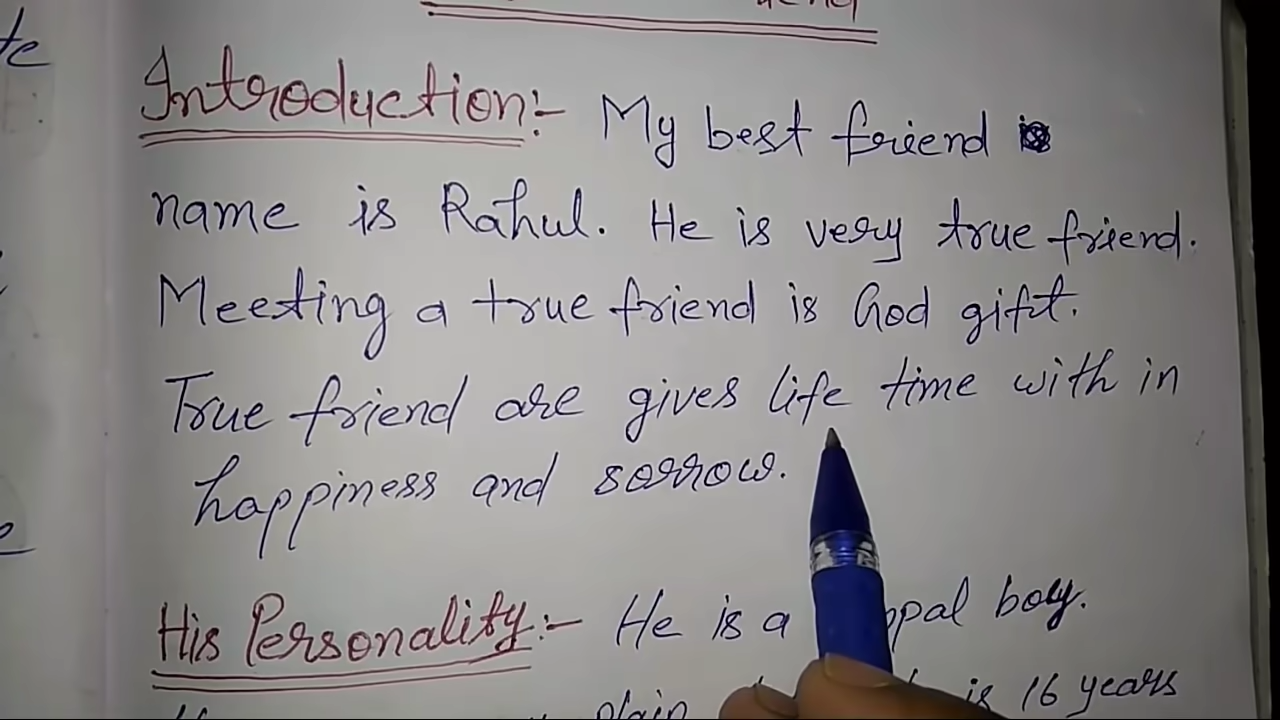 Introduction:- My best friend
name is Rahul. He is very true friend.
Meeting a true friend is God gift.
True friend are gives life time with in
happiness and sorrow.
His Personality:- He is a boy.
plain is 16 years